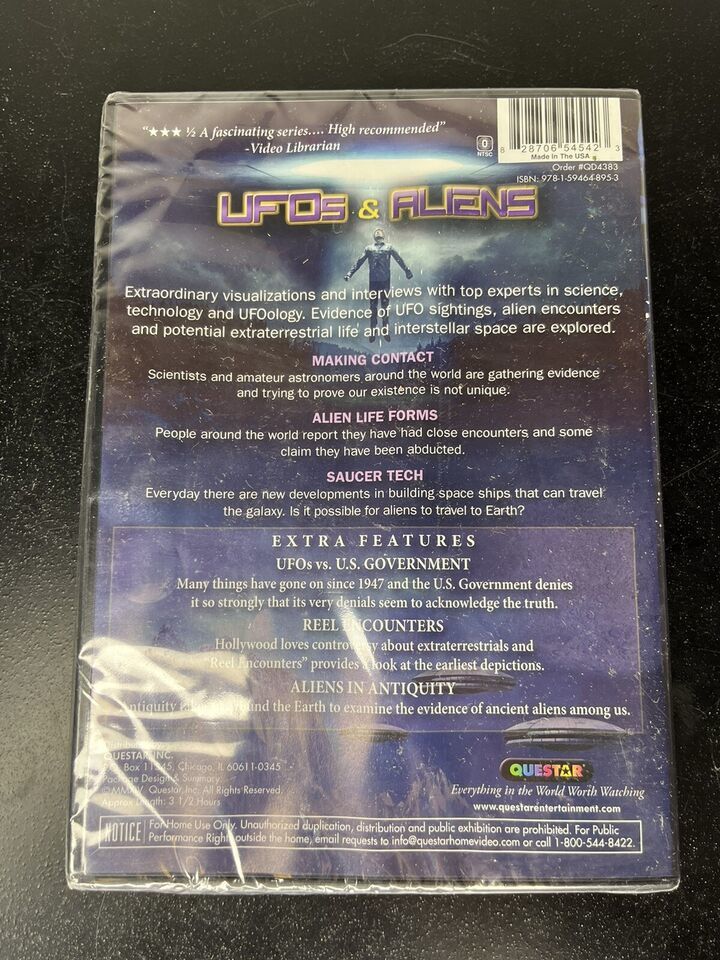 "★★★ ½ A fascinating series.... High recommended"
-Video Librarian
0
NTSC
8 28706 54542 3
Made In The USA
Order #QD4383
ISBN: 978-1-59464-895-3
UFOs & ALIENS
Extraordinary visualizations and interviews with top experts in science,
technology and UFOology. Evidence of UFO sightings, alien encounters
and potential extraterrestrial life and interstellar space are explored.
MAKING CONTACT
Scientists and amateur astronomers around the world are gathering evidence
and trying to prove our existence is not unique.
ALIEN LIFE FORMS
People around the world report they have had close encounters and some
claim they have been abducted.
SAUCER TECH
Everyday there are new developments in building space ships that can travel
the galaxy. Is it possible for aliens to travel to Earth?
EXTRA FEATURES
UFOs vs. U.S. GOVERNMENT
Many things have gone on since 1947 and the U.S. Government denies
it so strongly that its very denials seem to acknowledge the truth.
REEL ENCOUNTERS
Hollywood loves controversy about extraterrestrials and
"Reel Encounters" provides a look at the earliest depictions.
ALIENS IN ANTIQUITY
Antiquity the Earth to examine the evidence of ancient aliens among us.
QUESTAR, INC.
P.O. Box 11345, Chicago, IL 60611-0345
Package Design & Summary:
©MMXIV Questar, Inc. All Rights Reserved.
Approx Length: 3 1/2 Hours
QUESTAR
Everything in the World Worth Watching
www.questarentertainment.com
NOTICE
For Home Use Only. Unauthorized duplication, distribution and public exhibition are prohibited. For Public
Performance Rights outside the home, email requests to info@questarhomevideo.com or call 1-800-544-8422.